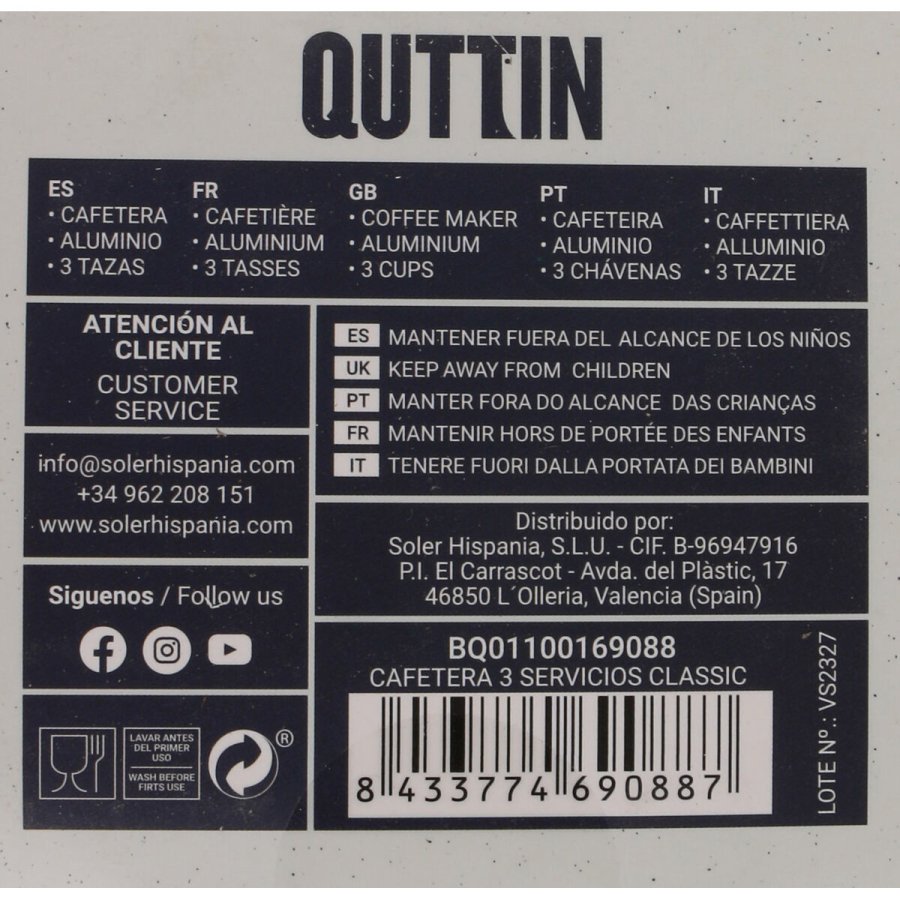 QUTTIN
ES
• CAFETERA
• ALUMINIO
• 3 TAZAS
FR
• CAFETIÈRE
• ALUMINIUM
• 3 TASSES
GB
• COFFEE MAKER
• ALUMINIUM
• 3 CUPS
PT
• CAFETEIRA
• ALUMINIO
• 3 CHÁVENAS
IT
• CAFFETTIERA
• ALLUMINIO
• 3 TAZZE
ATENCIÓN AL
CLIENTE
CUSTOMER
SERVICE
info@solerhispania.com
+34 962 208 151
www.solerhispania.com
Siguenos / Follow us
LAVAR ANTES
DEL PRIMER
USO
WASH BEFORE
FIRTS USE
®
ES MANTENER FUERA DEL ALCANCE DE LOS NIÑOS
UK KEEP AWAY FROM CHILDREN
PT MANTER FORA DO ALCANCE DAS CRIANÇAS
FR MANTENIR HORS DE PORTÉE DES ENFANTS
IT TENERE FUORI DALLA PORTATA DEI BAMBINI
Distribuido por:
Soler Hispania, S.L.U. - CIF. B-96947916
P.I. El Carrascot - Avda. del Plàstic, 17
46850 L´Olleria, Valencia (Spain)
BQ01100169088
CAFETERA 3 SERVICIOS CLASSIC
8 433774 690887
LOTE Nº.: VS2327